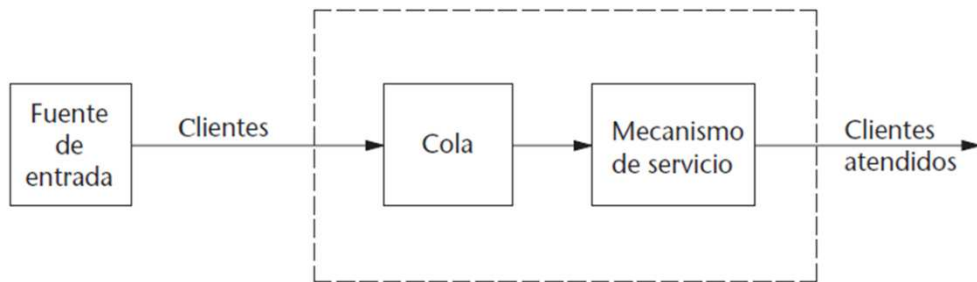 Fuente
de
entrada
Clientes
Cola
Mecanismo
de servicio
Clientes
atendidos